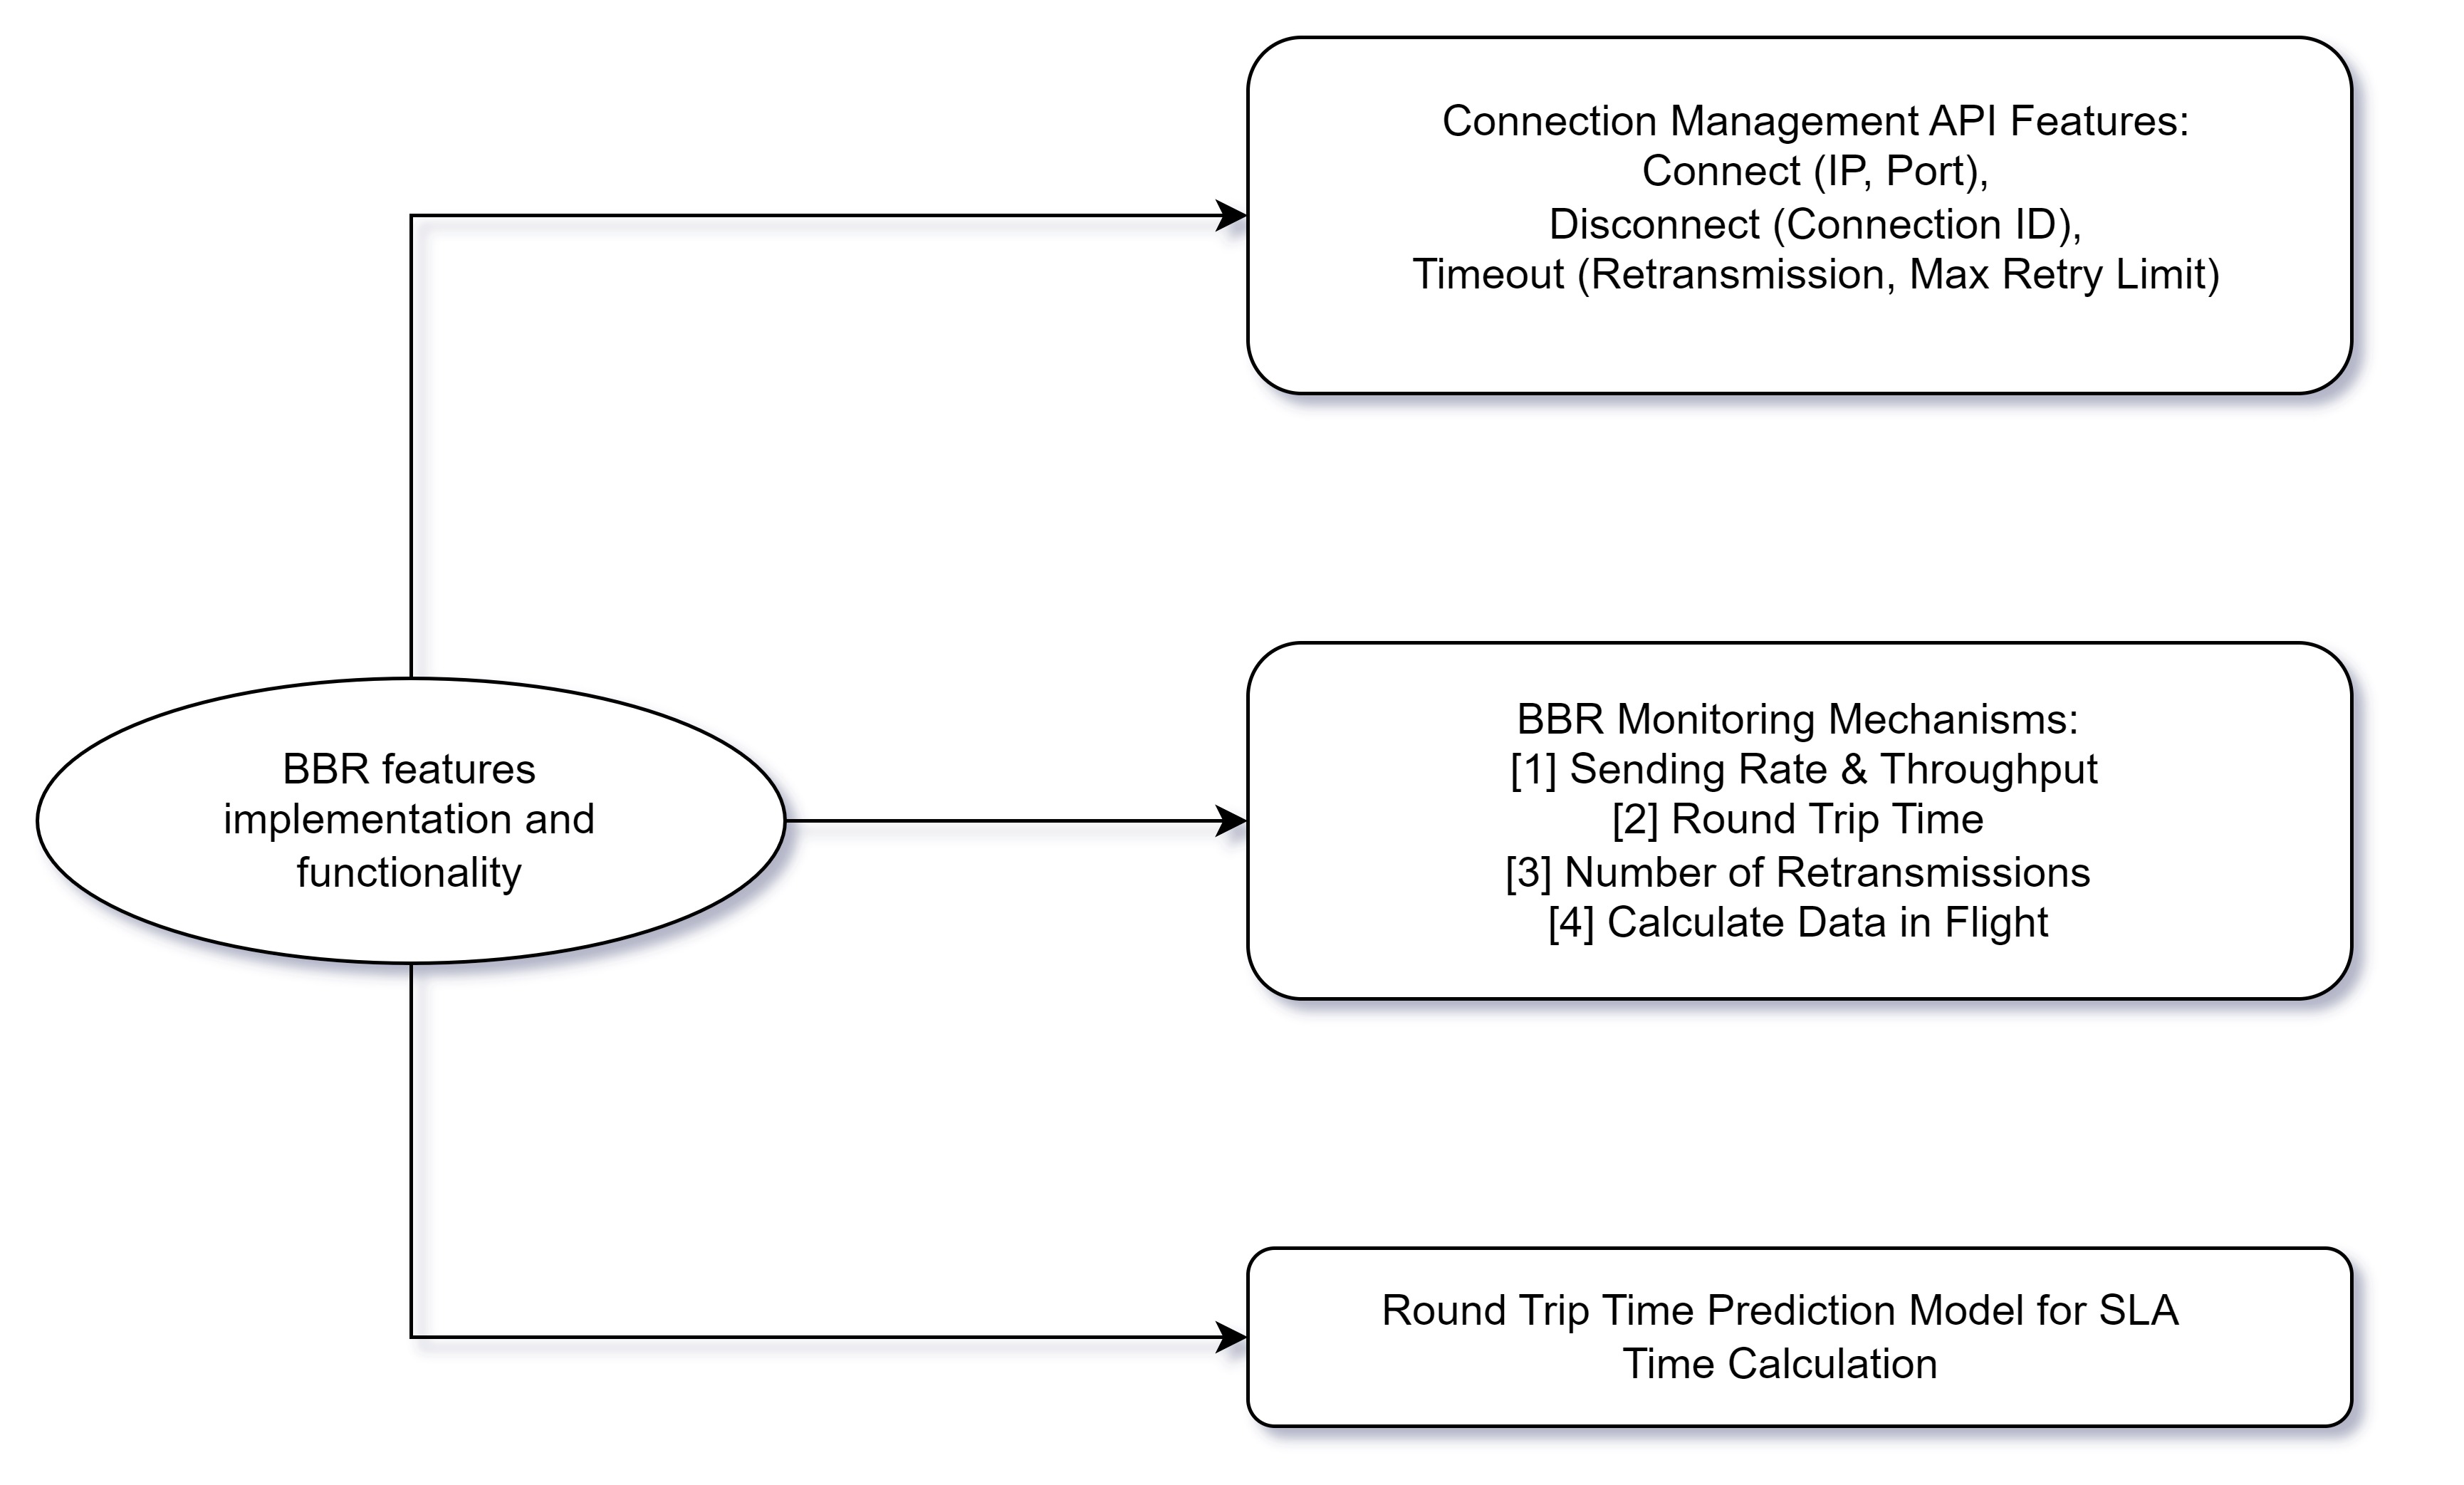 Connection Management API Features:
Connect (IP, Port),
Disconnect (Connection ID),
Timeout (Retransmission, Max Retry Limit)
BBR features
implementation and
functionality
BBR Monitoring Mechanisms:
[1] Sending Rate & Throughput
[2] Round Trip Time
[3] Number of Retransmissions
[4] Calculate Data in Flight
Round Trip Time Prediction Model for SLA
Time Calculation